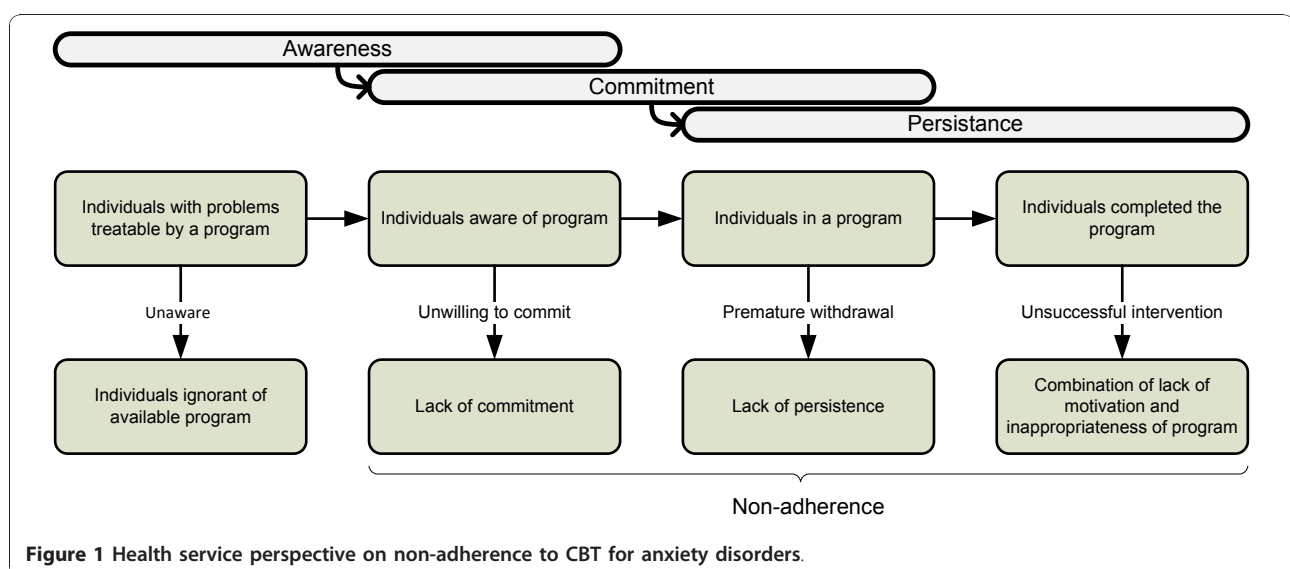 Awareness
Commitment
Persistance
Individuals with problems
treatable by a program
Individuals aware of program
Individuals in a program
Individuals completed the
program
Unaware
Unwilling to commit
Premature withdrawal
Unsuccessful intervention
Individuals ignorant of
available program
Lack of commitment
Lack of persistence
Combination of lack of
motivation and
inappropriateness of program
Non-adherence
Figure 1 Health service perspective on non-adherence to CBT for anxiety disorders.